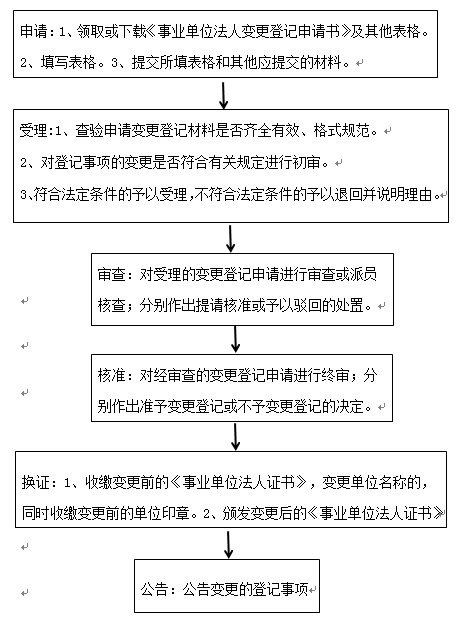 申请：1、领取或下载《事业单位法人变更登记申请书》及其他表格。
2、填写表格。3、提交所填表格和其他应提交的材料。
受理:1、查验申请变更登记材料是否齐全有效、格式规范。
2、对登记事项的变更是否符合有关规定进行初审。
3、符合法定条件的予以受理,不符合法定条件的予以退回并说明理由。
审查：对受理的变更登记申请进行审查或派员
核查；分别作出提请核准或予以驳回的处置。
核准：对经审查的变更登记申请进行终审；分
别作出准予变更登记或不予变更登记的决定。
换证：1、收缴变更前的《事业单位法人证书》，变更单位名称的，
同时收缴变更前的单位印章。2、颁发变更后的《事业单位法人证书》
公告：公告变更的登记事项